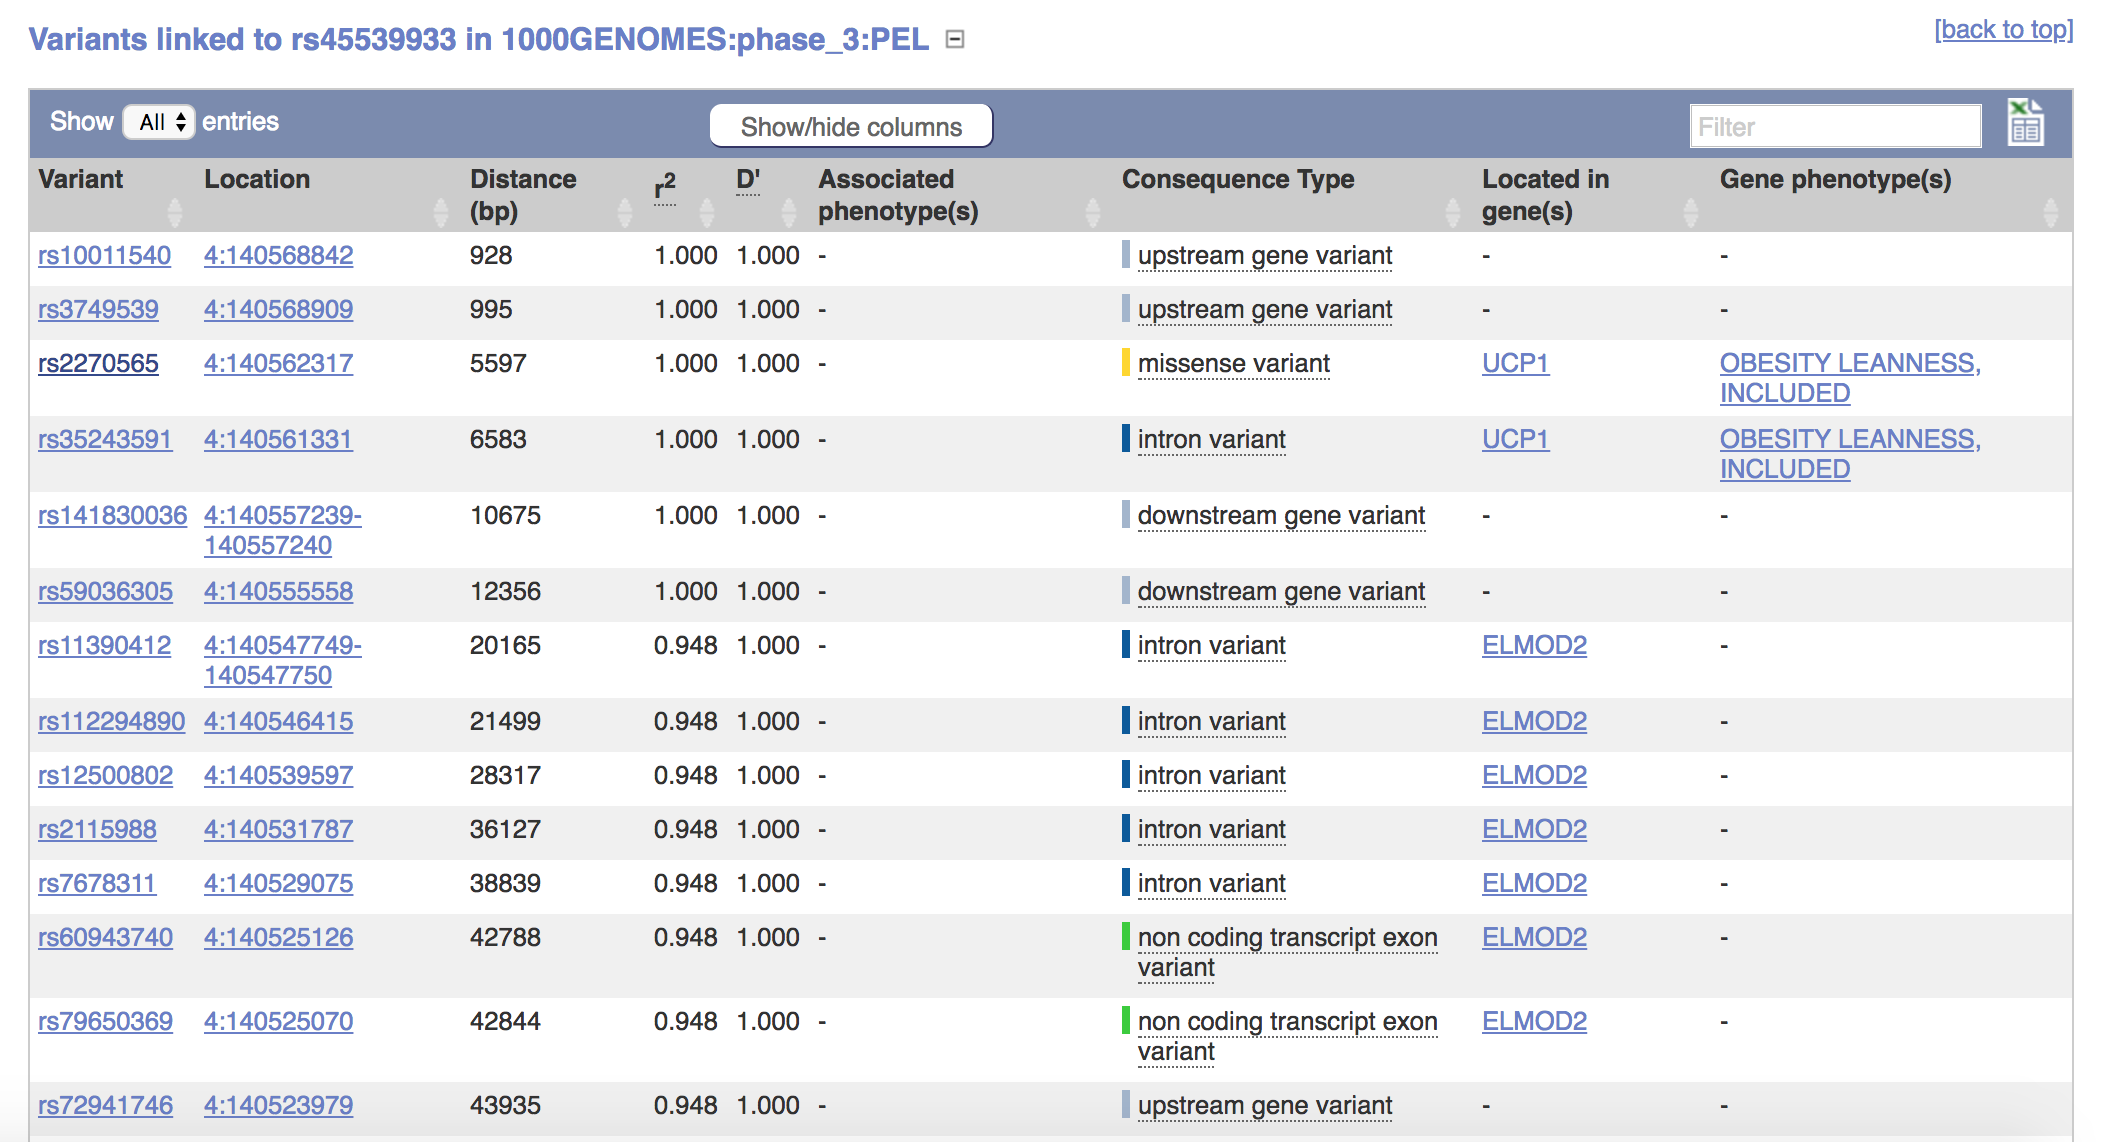 Variants linked to rs45539933 in 1000GENOMES:phase_3:PEL
[back to top]
Show All entries
Show/hide columns
Filter
Variant Location Distance (bp) r2 D' Associated phenotype(s) Consequence Type Located in gene(s) Gene phenotype(s)
rs10011540 4:140568842 928 1.000 1.000 - upstream gene variant - -
rs3749539 4:140568909 995 1.000 1.000 - upstream gene variant - -
rs2270565 4:140562317 5597 1.000 1.000 - missense variant UCP1 OBESITY LEANNESS,
INCLUDED
rs35243591 4:140561331 6583 1.000 1.000 - intron variant UCP1 OBESITY LEANNESS,
INCLUDED
rs141830036 4:140557239- 10675 1.000 1.000 - downstream gene variant - -
140557240
rs59036305 4:140555558 12356 1.000 1.000 - downstream gene variant - -
rs11390412 4:140547749- 20165 0.948 1.000 - intron variant ELMOD2 -
140547750
rs112294890 4:140546415 21499 0.948 1.000 - intron variant ELMOD2 -
rs12500802 4:140539597 28317 0.948 1.000 - intron variant ELMOD2 -
rs2115988 4:140531787 36127 0.948 1.000 - intron variant ELMOD2 -
rs7678311 4:140529075 38839 0.948 1.000 - intron variant ELMOD2 -
rs60943740 4:140525126 42788 0.948 1.000 - non coding transcript exon ELMOD2 -
variant
rs79650369 4:140525070 42844 0.948 1.000 - non coding transcript exon ELMOD2 -
variant
rs72941746 4:140523979 43935 0.948 1.000 - upstream gene variant - -